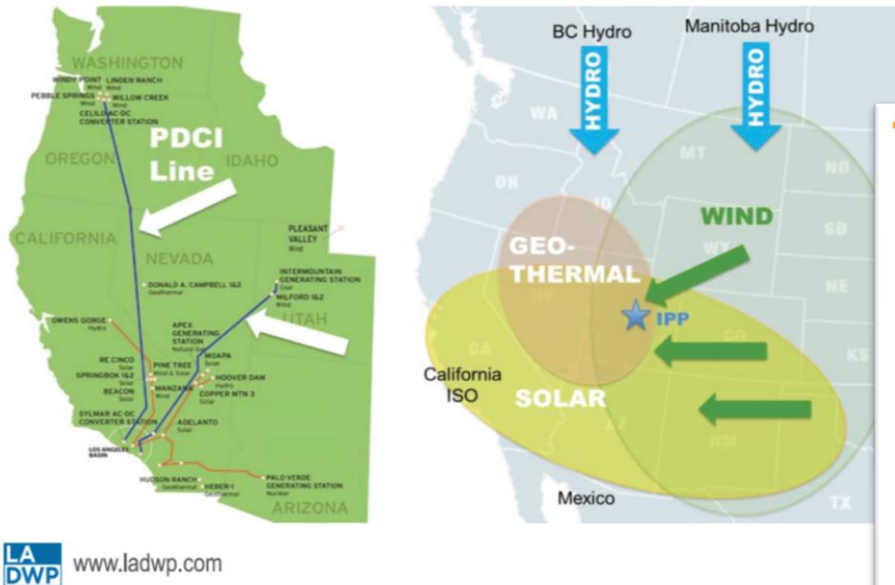 WASHINGTON
WINDY POINT
Wind
LINDEN RANCH
Wind
PEBBLE SPRINGS
Wind
WILLOW CREEK
Wind
CELILO AC-DC
CONVERTER STATION
PDCI
Line
OREGON
IDAHO
CALIFORNIA
NEVADA
PLEASANT
VALLEY
Wind
DONALD A. CAMPBELL 1&2
Geothermal
INTERMOUNTAIN
GENERATING STATION
Coal
MILFORD 1&2
Wind
UTAH
OWENS GORGE
Hydro
APEX
GENERATING
STATION
Natural Gas
MOAPA
Solar
RE CINCO
Solar
SPRINGBOK 1&2
Solar
BEACON
Solar
PINE TREE
Wind & Solar
MANZANA
Wind
HOOVER DAM
Hydro
COPPER MTN 3
Solar
SYLMAR AC-DC
CONVERTER STATION
ADELANTO
Solar
LOS ANGELES
BASIN
HUDSON RANCH
Geothermal
HEBER-1
Geothermal
PALO VERDE
GENERATING STATION
Nuclear
ARIZONA
LA
DWP
www.ladwp.com
BC Hydro
Manitoba Hydro
HYDRO
HYDRO
WA
MT
ND
OR
ID
WIND
SD
WY
GEO-
THERMAL
NE
IPP
CO
KS
CA
California
ISO
SOLAR
AZ
NM
Mexico
TX